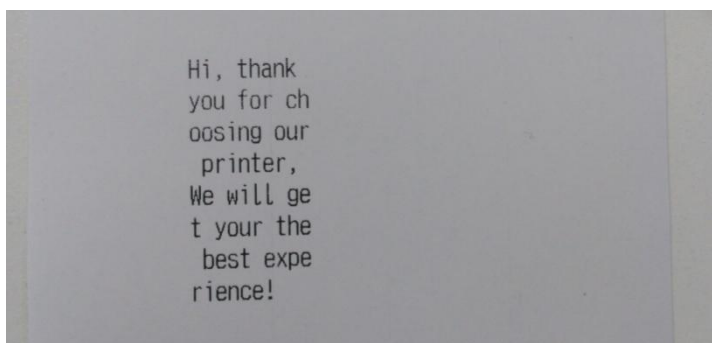 Hi, thank
you for ch
oosing our
 printer,
We will ge
t your the
 best expe
rience!